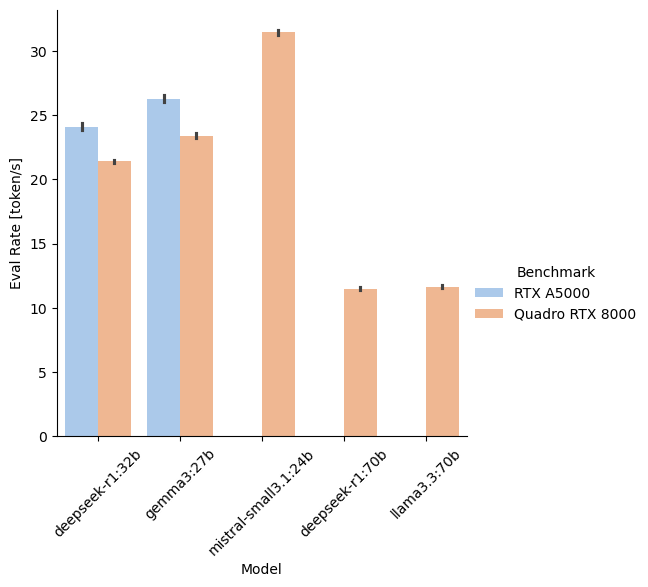 30
25
20
15
10
5
0
Eval Rate [token/s]
deepseek-r1:32b
gemma3:27b
mistral-small3.1:24b
deepseek-r1:70b
llama3.3:70b
Model
Benchmark
RTX A5000
Quadro RTX 8000